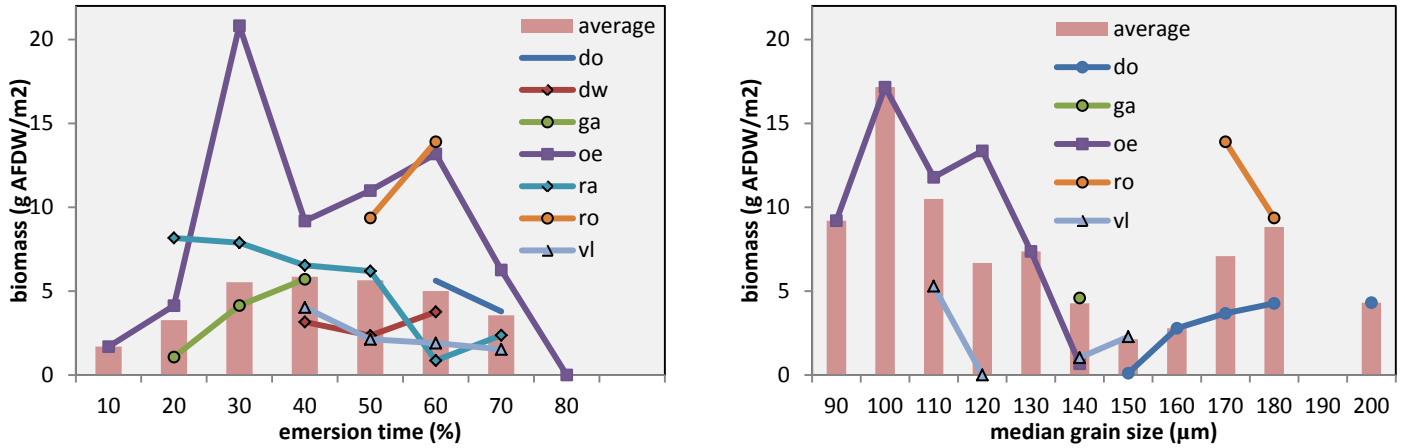 biomass (g AFDW/m2)
20
15
10
5
0
10 20 30 40 50 60 70 80
emersion time (%)
average
do
dw
ga
oe
ra
ro
vl
biomass (g AFDW/m2)
20
15
10
5
0
90 100 110 120 130 140 150 160 170 180 190 200
median grain size (µm)
average
do
ga
oe
ro
vl